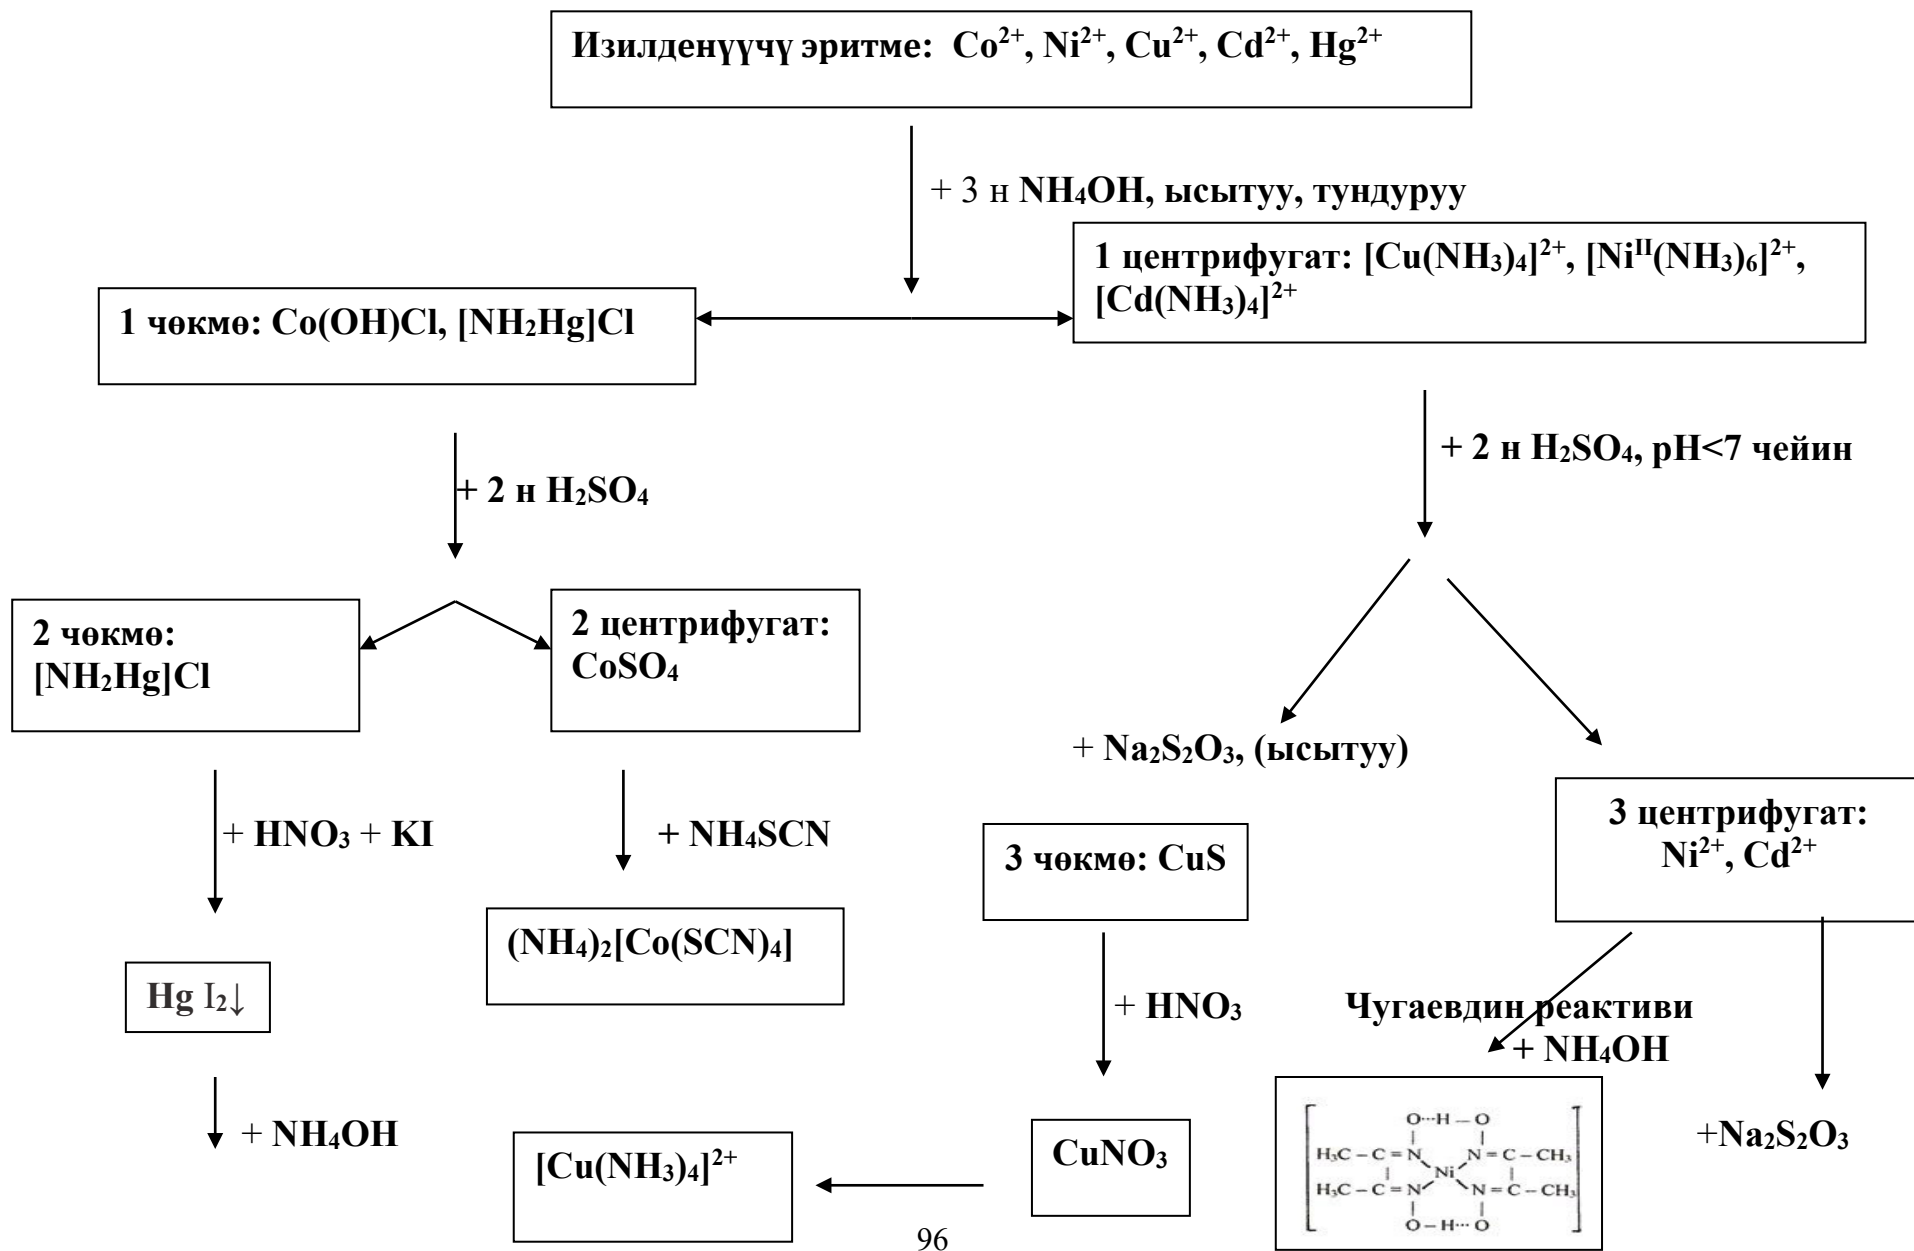 Изилденүүчү эритме: Co²⁺, Ni²⁺, Cu²⁺, Cd²⁺, Hg²⁺
+ 3 н NH₄OH, ысытуу, тундуруу
1 центрифугат: [Cu(NH₃)₄]²⁺, [Niᴵᴵ(NH₃)₆]²⁺,
[Cd(NH₃)₄]²⁺
1 чөкмө: Co(OH)Cl, [NH₂Hg]Cl
+ 2 н H₂SO₄, pH<7 чейин
+ 2 н H₂SO₄
2 чөкмө:
[NH₂Hg]Cl
2 центрифугат:
CoSO₄
+ Na₂S₂O₃, (ысытуу)
3 центрифугат:
Ni²⁺, Cd²⁺
+ HNO₃ + KI
+ NH₄SCN
3 чөкмө: CuS
(NH₄)₂[Co(SCN)₄]
Hg I₂↓
+ HNO₃
Чугаевдин реактиви
+ NH₄OH
+ NH₄OH
[Cu(NH₃)₄]²⁺
CuNO₃
+Na₂S₂O₃
O···H – O
H₃C – C = N N = C – CH₃
Ni
H₃C – C = N N = C – CH₃
O – H···O
96